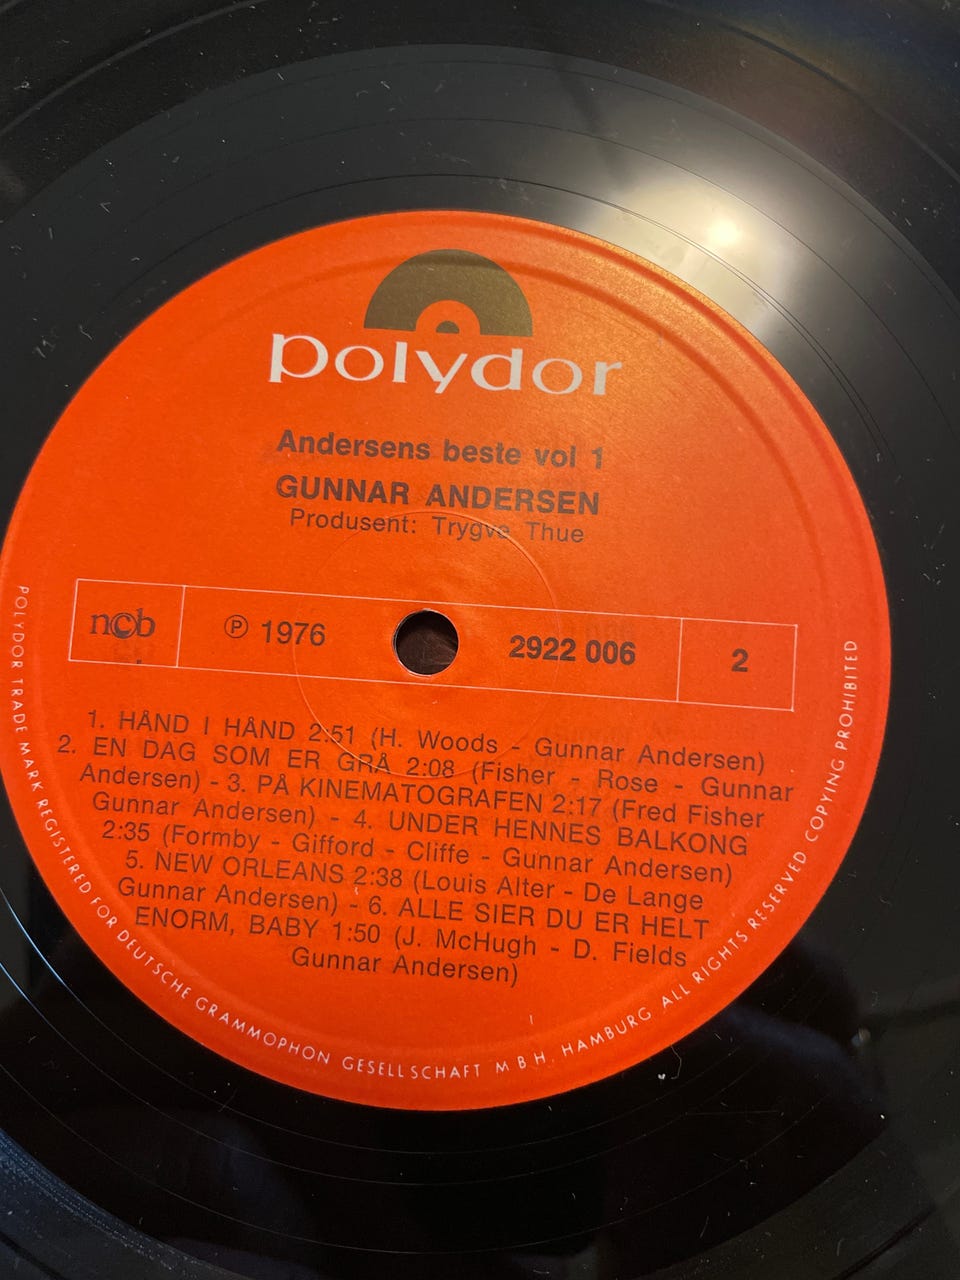 polydor
Andersens beste vol 1
GUNNAR ANDERSEN
Produsent: Trygve Thue
ncb
℗ 1976
2922 006
2
1. HÅND I HÅND 2:51 (H. Woods - Gunnar Andersen)
2. EN DAG SOM ER GRÅ 2:08 (Fisher - Rose - Gunnar
Andersen) - 3. PÅ KINEMATOGRAFEN 2:17 (Fred Fisher
Gunnar Andersen) - 4. UNDER HENNES BALKONG
2:35 (Formby - Gifford - Cliffe - Gunnar Andersen)
5. NEW ORLEANS 2:38 (Louis Alter - De Lange
Gunnar Andersen) - 6. ALLE SIER DU ER HELT
ENORM, BABY 1:50 (J. McHugh - D. Fields
Gunnar Andersen)
POLYDOR TRADE MARK REGISTERED FOR DEUTSCHE GRAMMOPHON GESELLSCHAFT M B H. HAMBURG ALL RIGHTS RESERVED COPYING PROHIBITED